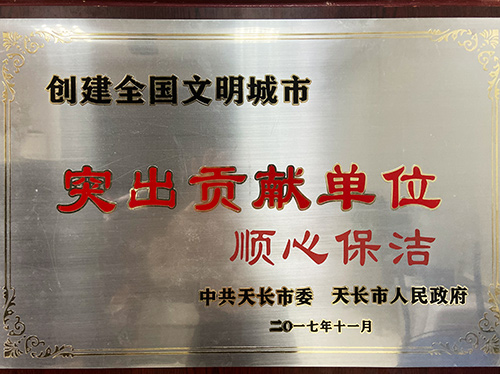 创建全国文明城市
突出贡献单位
顺心保洁
中共天长市委 天长市人民政府
二〇一七年十一月